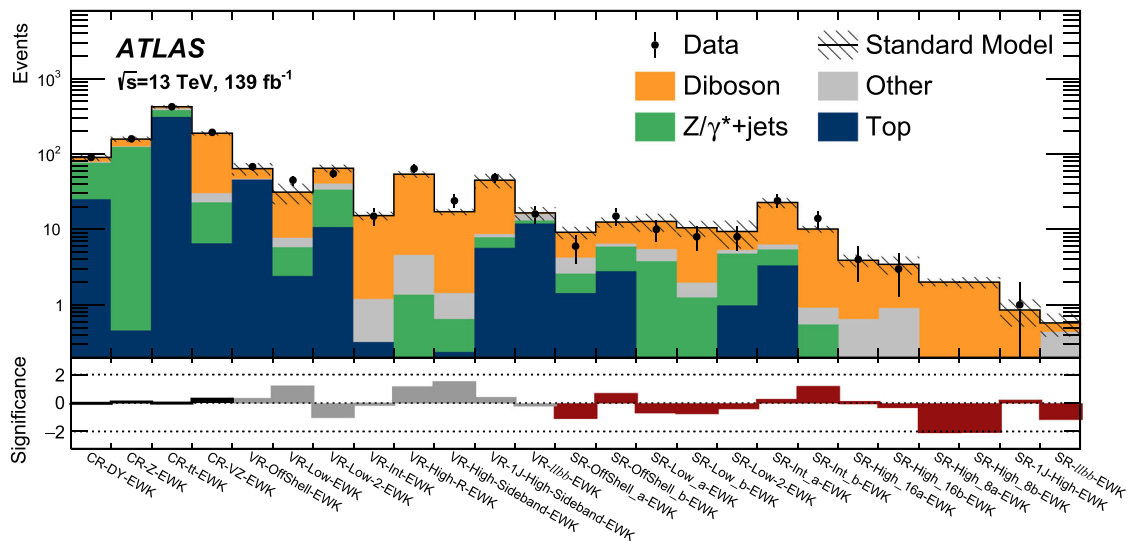 Events
ATLAS
√s=13 TeV, 139 fb⁻¹
Data
Standard Model
Diboson
Other
Z/γ*+jets
Top
10³
10²
10
1
Significance
2
0
−2
CR-DY-EWK
CR-Z-EWK
CR-tt-EWK
CR-VZ-EWK
VR-OffShell-EWK
VR-Low-EWK
VR-Low-2-EWK
VR-Int-EWK
VR-High-R-EWK
VR-High-Sideband-EWK
VR-1J-High-Sideband-EWK
VR-llbb-EWK
SR-OffShell_a-EWK
SR-OffShell_b-EWK
SR-Low_a-EWK
SR-Low_b-EWK
SR-Low-2-EWK
SR-Int_a-EWK
SR-Int_b-EWK
SR-High_16a-EWK
SR-High_16b-EWK
SR-High_8a-EWK
SR-High_8b-EWK
SR-1J-High-EWK
SR-llbb-EWK